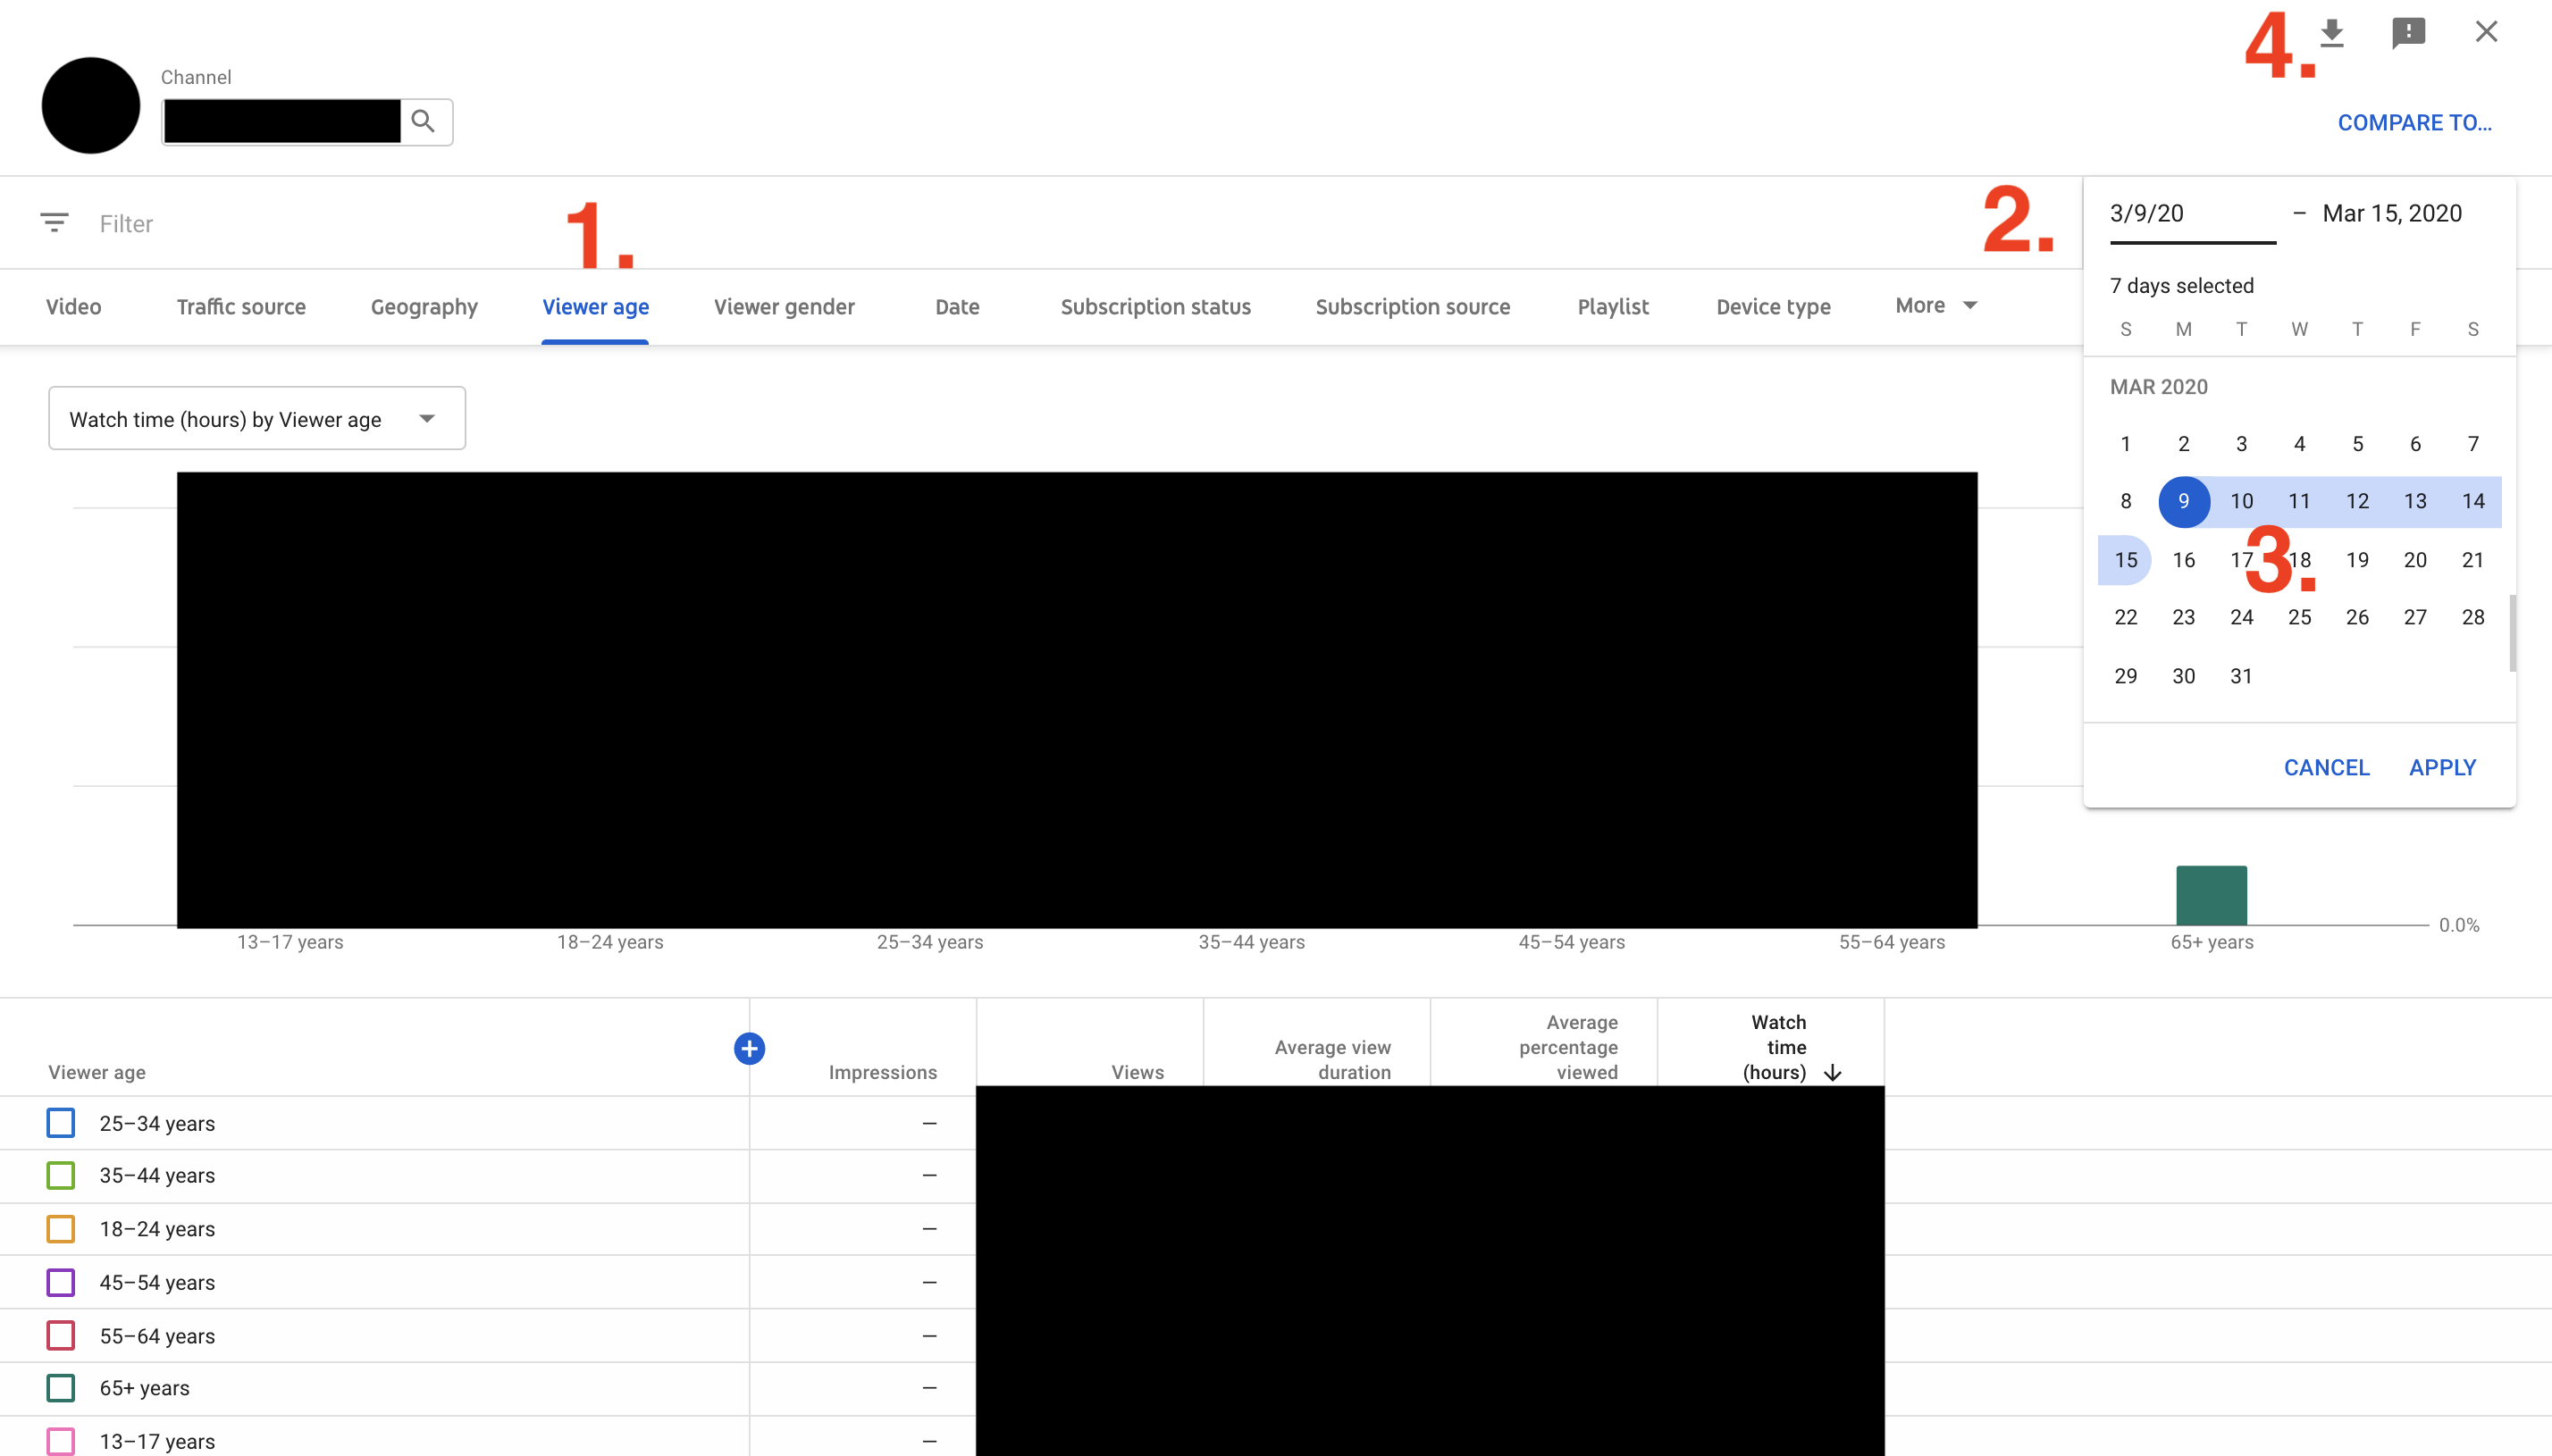 4.
Channel
COMPARE TO...
Filter
1.
2.
3/9/20 – Mar 15, 2020
7 days selected
Video Traffic source Geography Viewer age Viewer gender Date Subscription status Subscription source Playlist Device type More
S M T W T F S
MAR 2020
Watch time (hours) by Viewer age
1 2 3 4 5 6 7
8 9 10 11 12 13 14
15 16 17 18 19 20 21
3.
22 23 24 25 26 27 28
29 30 31
CANCEL APPLY
0.0%
13–17 years 18–24 years 25–34 years 35–44 years 45–54 years 55–64 years 65+ years
Viewer age
Impressions
Views
Average view
duration
Average
percentage
viewed
Watch
time
(hours)
25–34 years –
35–44 years –
18–24 years –
45–54 years –
55–64 years –
65+ years –
13–17 years –